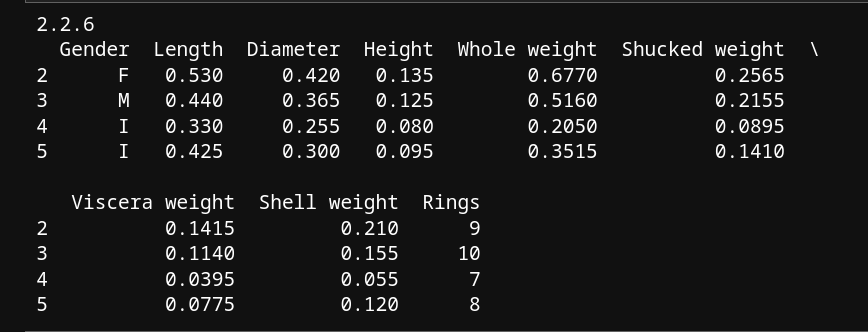 2.2.6
Gender Length Diameter Height Whole weight Shucked weight \
2 F 0.530 0.420 0.135 0.6770 0.2565
3 M 0.440 0.365 0.125 0.5160 0.2155
4 I 0.330 0.255 0.080 0.2050 0.0895
5 I 0.425 0.300 0.095 0.3515 0.1410
Viscera weight Shell weight Rings
2 0.1415 0.210 9
3 0.1140 0.155 10
4 0.0395 0.055 7
5 0.0775 0.120 8